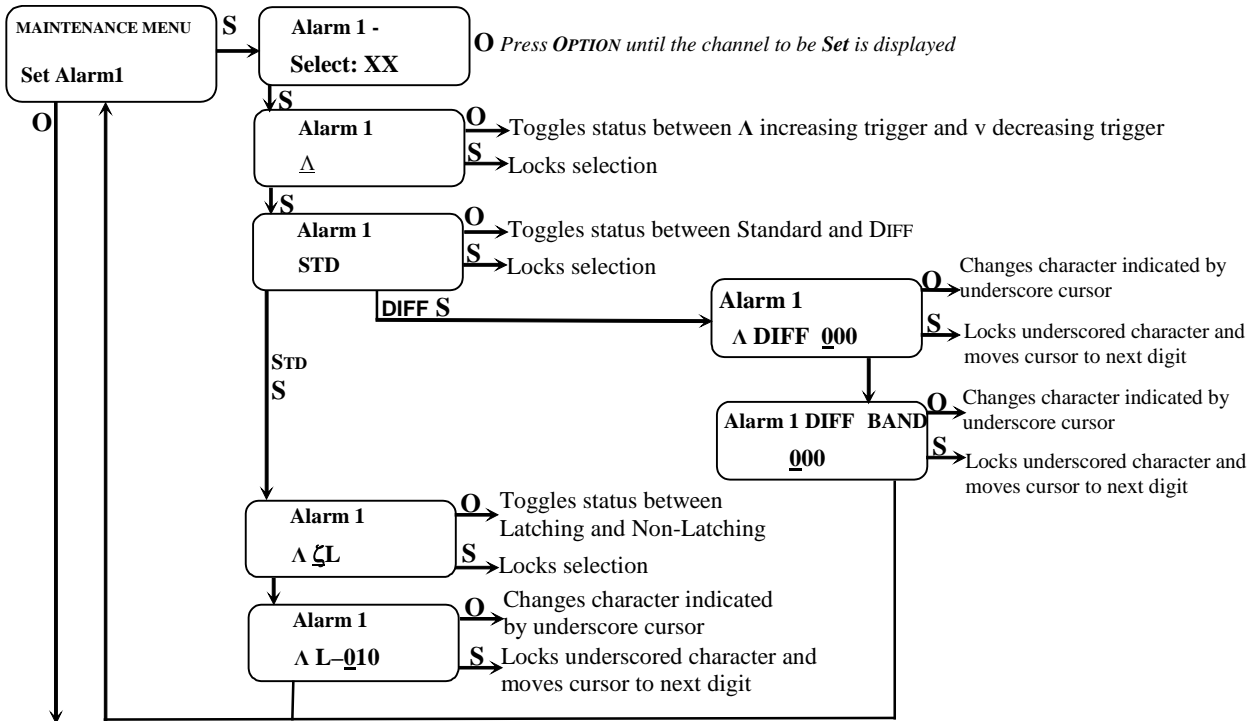 MAINTENANCE MENU
Set Alarm1
S
Alarm 1 -
Select: XX
O Press OPTION until the channel to be Set is displayed
O
S
Alarm 1
Λ
O
Toggles status between Λ increasing trigger and v decreasing trigger
S
Locks selection
S
Alarm 1
STD
O
Toggles status between Standard and DIFF
S
Locks selection
DIFF S
Alarm 1
Λ DIFF 000
O
Changes character indicated by
underscore cursor
S
Locks underscored character and
moves cursor to next digit
STD
S
Alarm 1 DIFF BAND
000
O
Changes character indicated by
underscore cursor
S
Locks underscored character and
moves cursor to next digit
Alarm 1
Λ ζL
O
Toggles status between
Latching and Non-Latching
S
Locks selection
Alarm 1
Λ L–010
O
Changes character indicated
by underscore cursor
S
Locks underscored character and
moves cursor to next digit